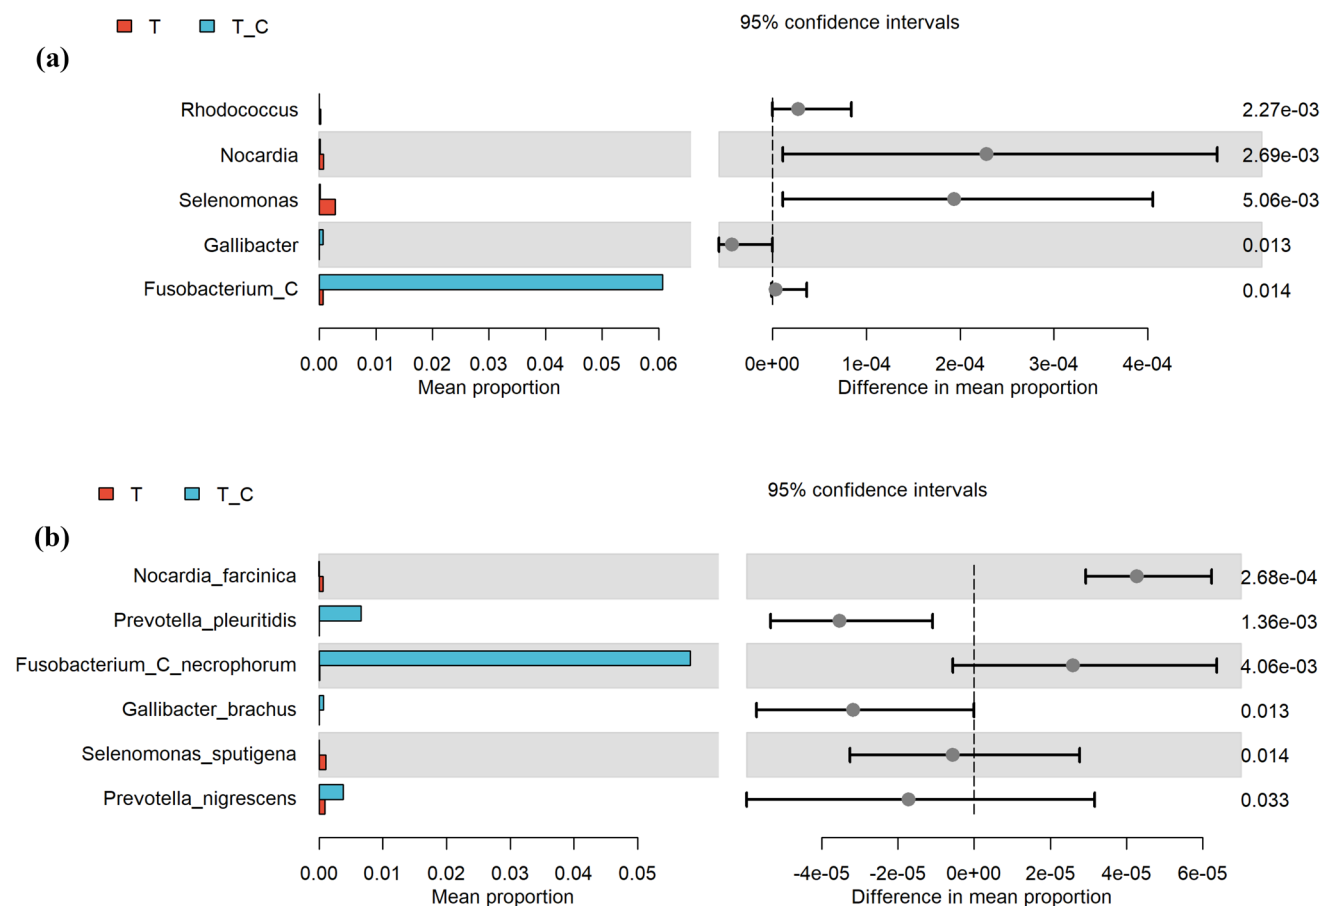 T T_C 95% confidence intervals
(a)
Rhodococcus 2.27e-03
Nocardia 2.69e-03
Selenomonas 5.06e-03
Gallibacter 0.013
Fusobacterium_C 0.014
0.00 0.01 0.02 0.03 0.04 0.05 0.06 0e+00 1e-04 2e-04 3e-04 4e-04
Mean proportion Difference in mean proportion
T T_C 95% confidence intervals
(b)
Nocardia_farcinica 2.68e-04
Prevotella_pleuritidis 1.36e-03
Fusobacterium_C_necrophorum 4.06e-03
Gallibacter_brachus 0.013
Selenomonas_sputigena 0.014
Prevotella_nigrescens 0.033
0.00 0.01 0.02 0.03 0.04 0.05 -4e-05 -2e-05 0e+00 2e-05 4e-05 6e-05
Mean proportion Difference in mean proportion